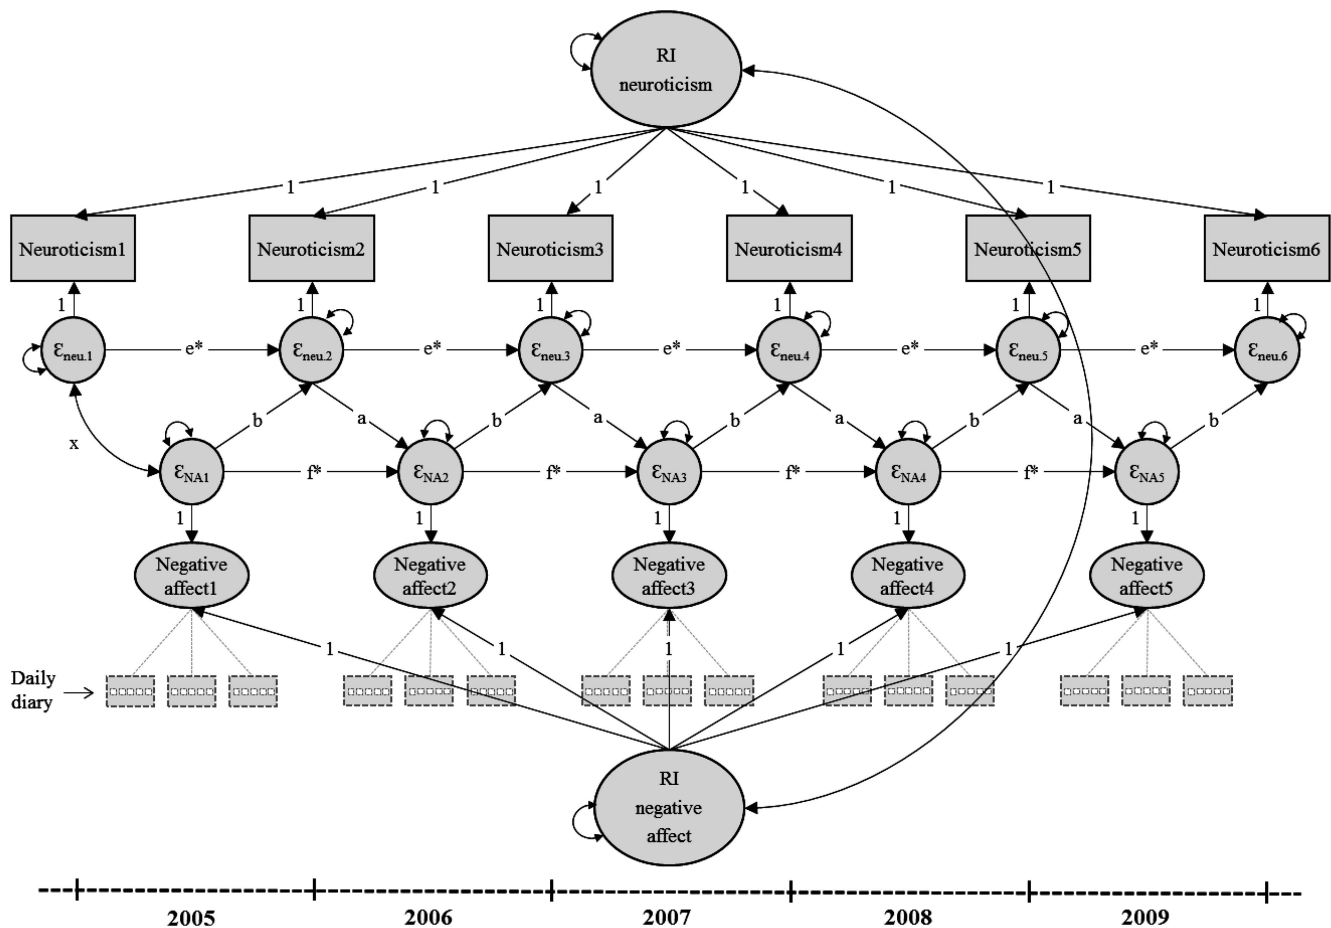 RI
neuroticism
1 1 1 1 1 1
Neuroticism1 Neuroticism2 Neuroticism3 Neuroticism4 Neuroticism5 Neuroticism6
1 1 1 1 1 1
εneu.1 e* εneu.2 e* εneu.3 e* εneu.4 e* εneu.5 e* εneu.6
x b a b a b a b a b
εNA1 f* εNA2 f* εNA3 f* εNA4 f* εNA5
1 1 1 1 1
Negative Negative Negative Negative Negative
affect1 affect2 affect3 affect4 affect5
1 1 1 1 1
Daily
diary
RI
negative
affect
2005 2006 2007 2008 2009